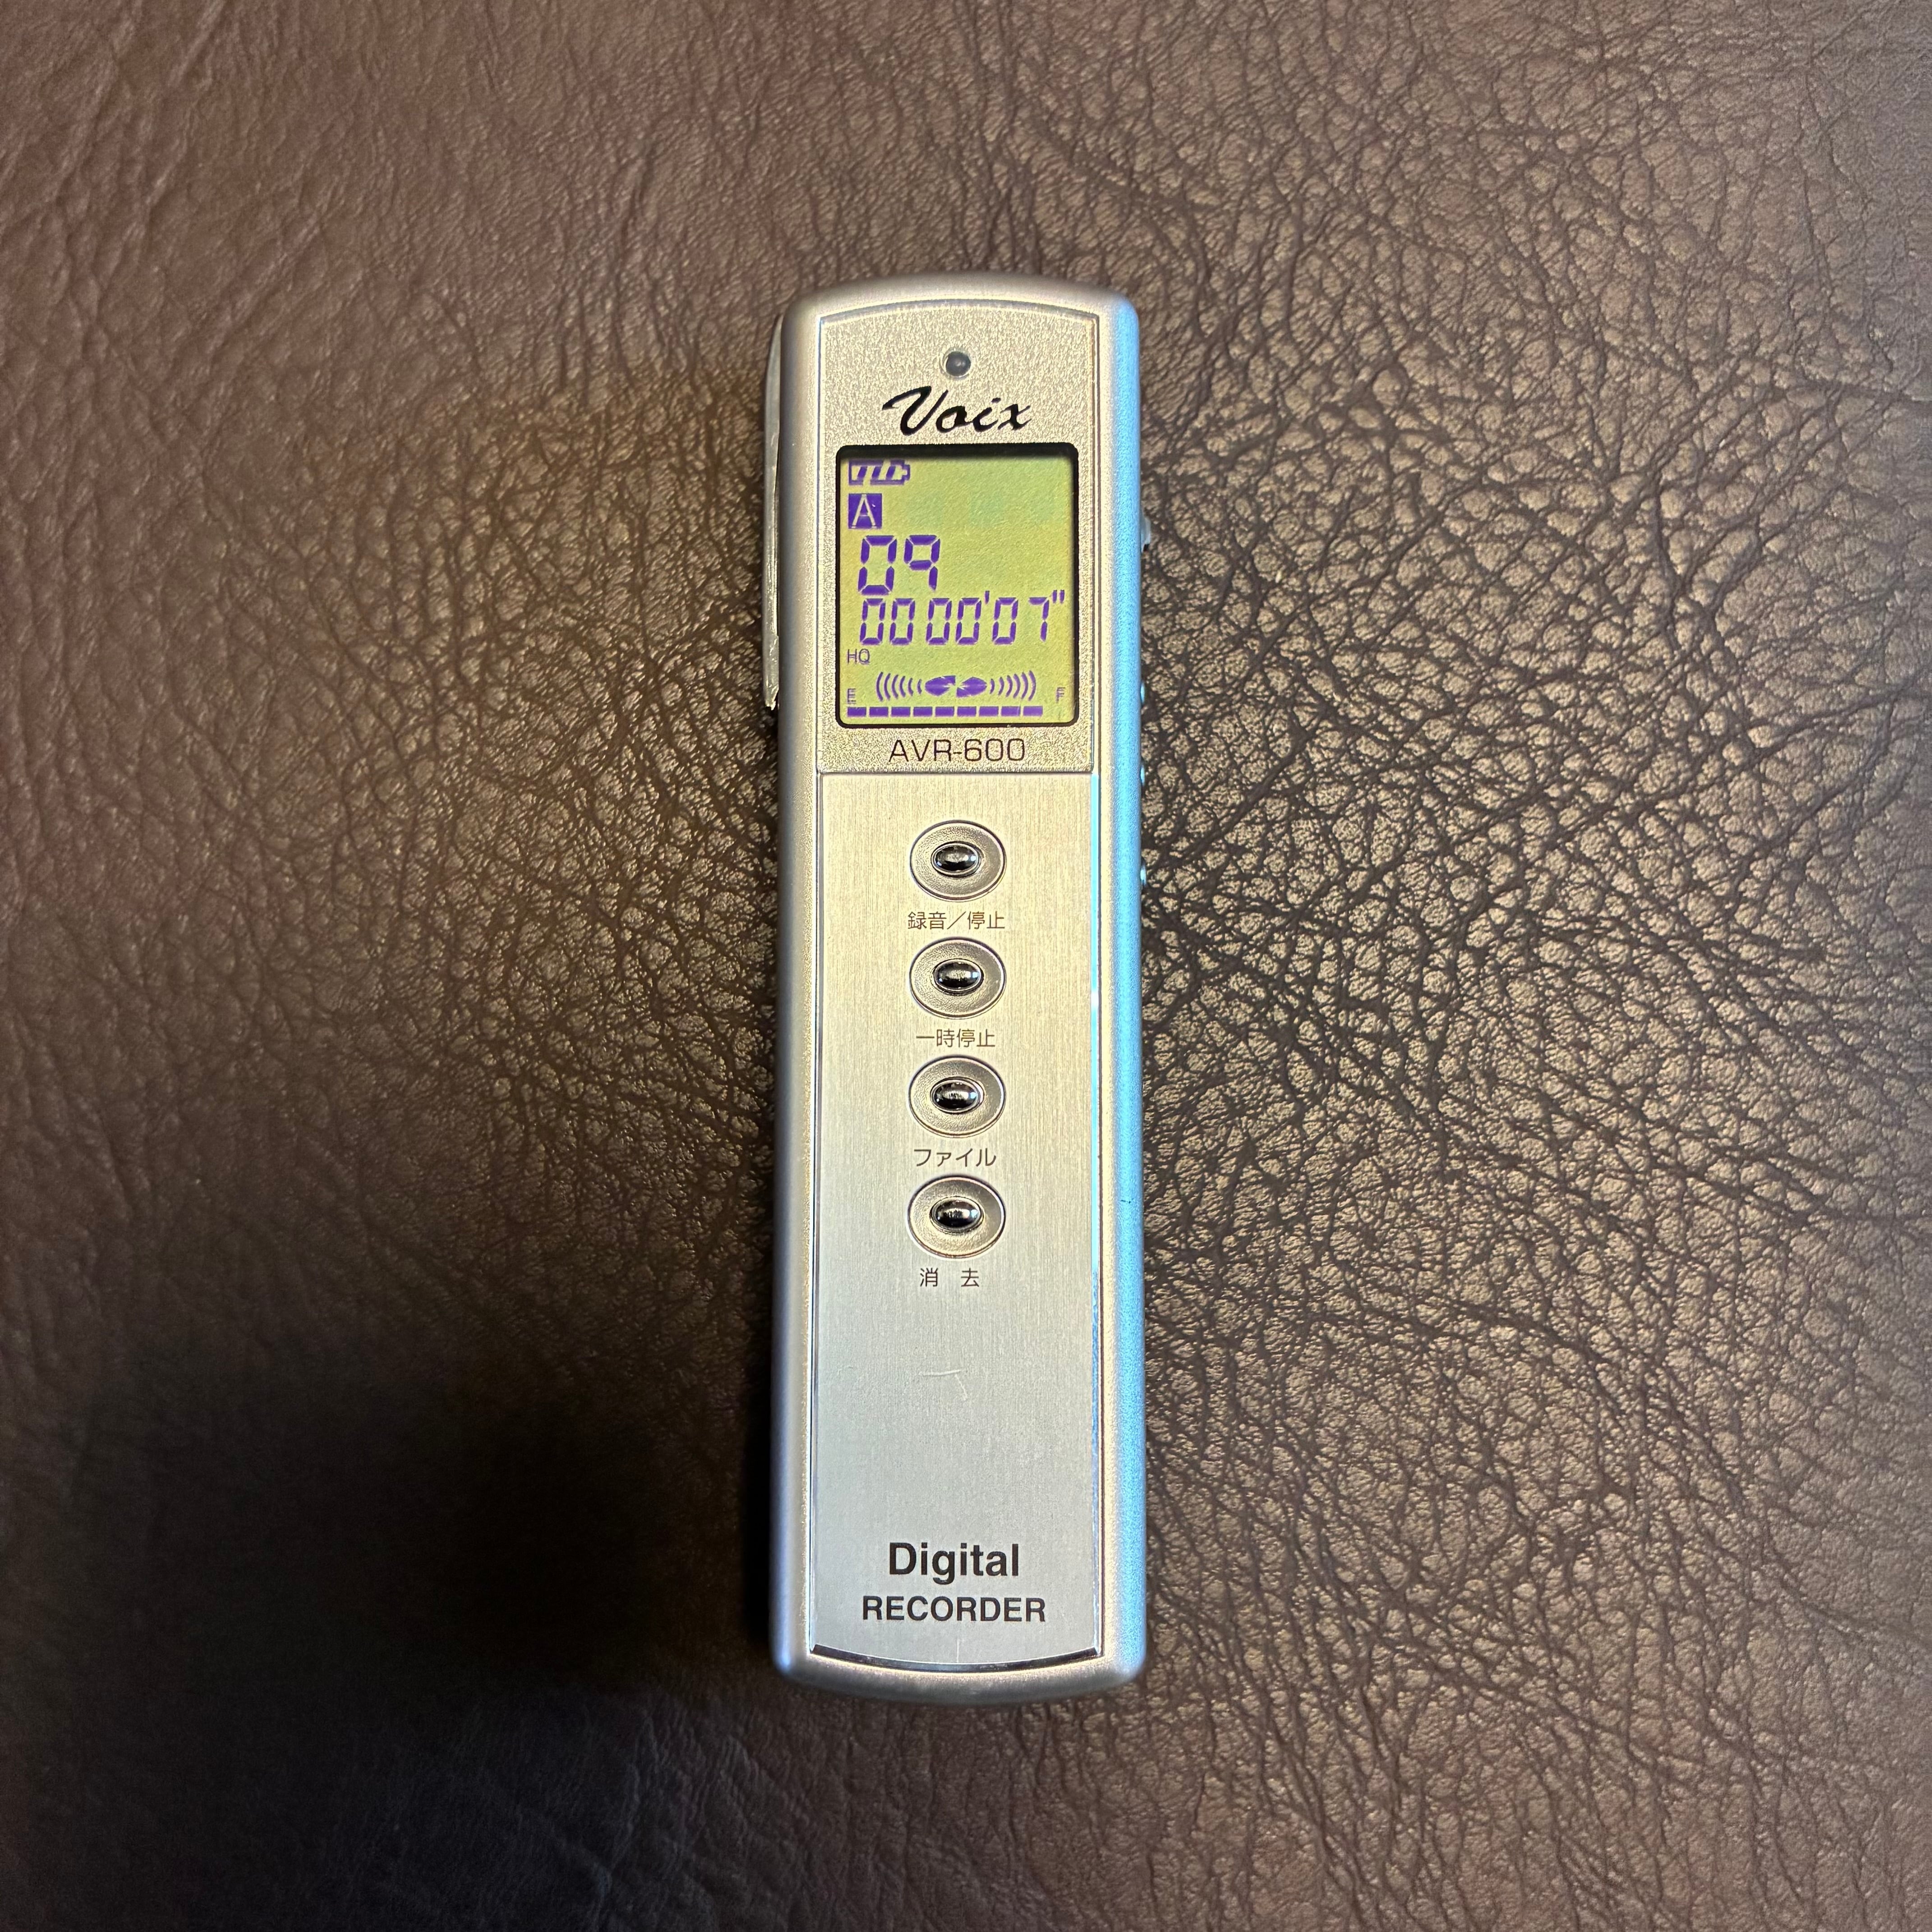 Voix
A
09
00 00'07"
HQ
E F
AVR-600
録音／停止
一時停止
ファイル
消 去
Digital
RECORDER